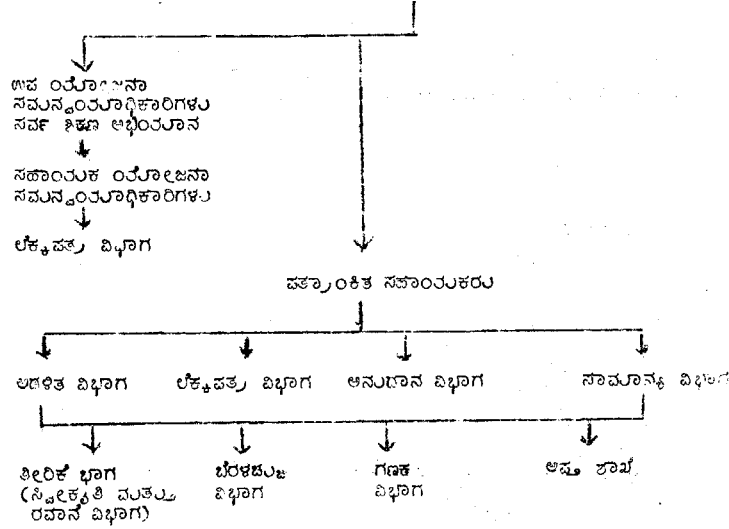 ಉಪ ಯೋಜನಾ
ಸಮನ್ವಯಾಧಿಕಾರಿಗಳು
ಸರ್ವ ಶಿಕ್ಷಣ ಅಭಿಯಾನ
ಸಹಾಯಕ ಯೋಜನಾ
ಸಮನ್ವಯಾಧಿಕಾರಿಗಳು
ಲೆಕ್ಕಪತ್ರ ವಿಭಾಗ
ಪತ್ರಾಂಕಿತ ಸಹಾಯಕರು
ಆಡಳಿತ ವಿಭಾಗ ಲೆಕ್ಕಪತ್ರ ವಿಭಾಗ ಅನುದಾನ ವಿಭಾಗ ಸಾಮಾನ್ಯ ವಿಭಾಗ
ತೀರಿಕೆ ಭಾಗ ಬೆರಳಚ್ಚು ಗಣಕ ಆಪ್ತ ಶಾಖೆ
(ಸ್ವೀಕೃತಿ ಮತ್ತು ವಿಭಾಗ ವಿಭಾಗ
ರವಾನೆ ವಿಭಾಗ)